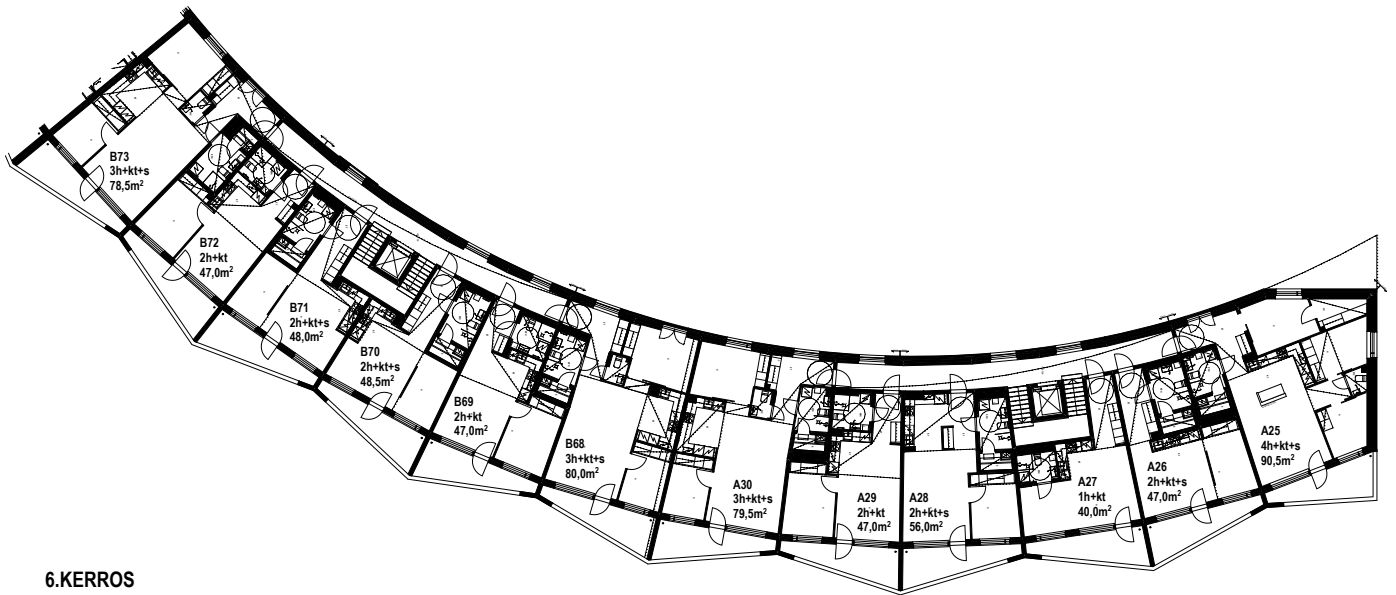 B73
3h+kt+s
78,5m²
B72
2h+kt
47,0m²
B71
2h+kt+s
48,0m²
B70
2h+kt+s
48,5m²
B69
2h+kt
47,0m²
B68
3h+kt+s
80,0m²
A30
3h+kt+s
79,5m²
A29
2h+kt
47,0m²
A28
2h+kt+s
56,0m²
A27
1h+kt
40,0m²
A26
2h+kt+s
47,0m²
A25
4h+kt+s
90,5m²
6.KERROS